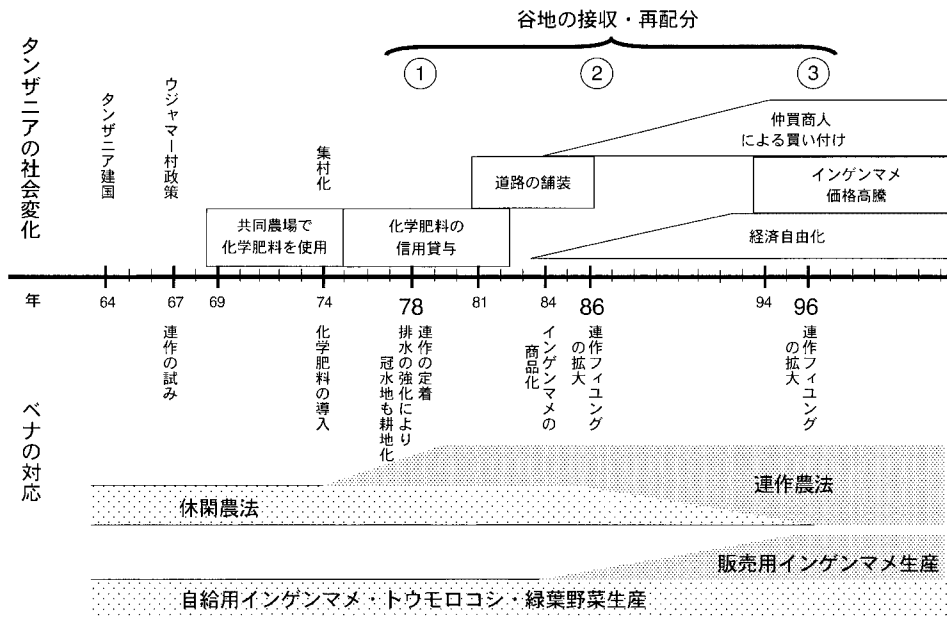 谷地の接収・再配分
① ② ③
タンザニアの社会変化
タンザニア建国
ウジャマー村政策
集村化
仲買商人
による買い付け
道路の舗装
インゲンマメ
価格高騰
共同農場で
化学肥料を使用
化学肥料の
信用貸与
経済自由化
年 64 67 69 74 78 81 84 86 94 96
ベナの対応
連作の試み
化学肥料の導入
連作の定着
排水の強化により
冠水地も耕地化
インゲンマメの
商品化
連作フィユング
の拡大
連作フィユング
の拡大
連作農法
休閑農法
販売用インゲンマメ生産
自給用インゲンマメ・トウモロコシ・緑葉野菜生産